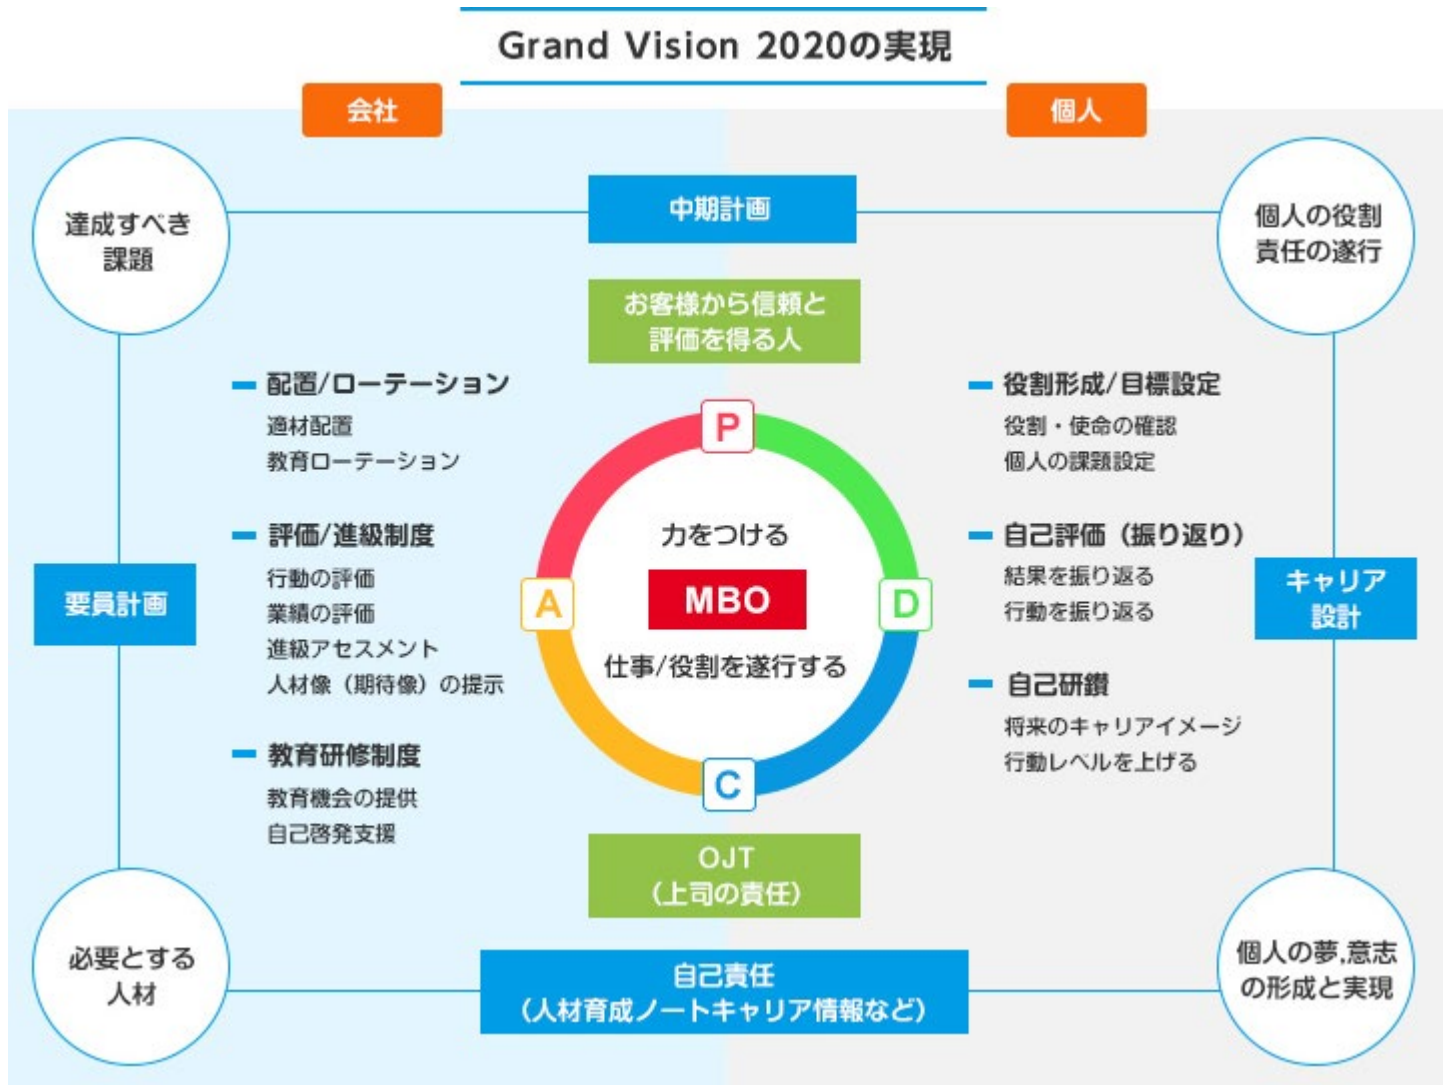 Grand Vision 2020の実現
会社
個人
達成すべき
課題
中期計画
個人の役割
責任の遂行
お客様から信頼と
評価を得る人
配置/ローテーション
適材配置
教育ローテーション
評価/進級制度
行動の評価
業績の評価
進級アセスメント
人材像（期待像）の提示
教育研修制度
教育機会の提供
自己啓発支援
要員計画
P
D
C
A
力をつける
MBO
仕事/役割を遂行する
役割形成/目標設定
役割・使命の確認
個人の課題設定
自己評価（振り返り）
結果を振り返る
行動を振り返る
自己研鑽
将来のキャリアイメージ
行動レベルを上げる
キャリア
設計
OJT
（上司の責任）
必要とする
人材
自己責任
（人材育成ノートキャリア情報など）
個人の夢,意志
の形成と実現